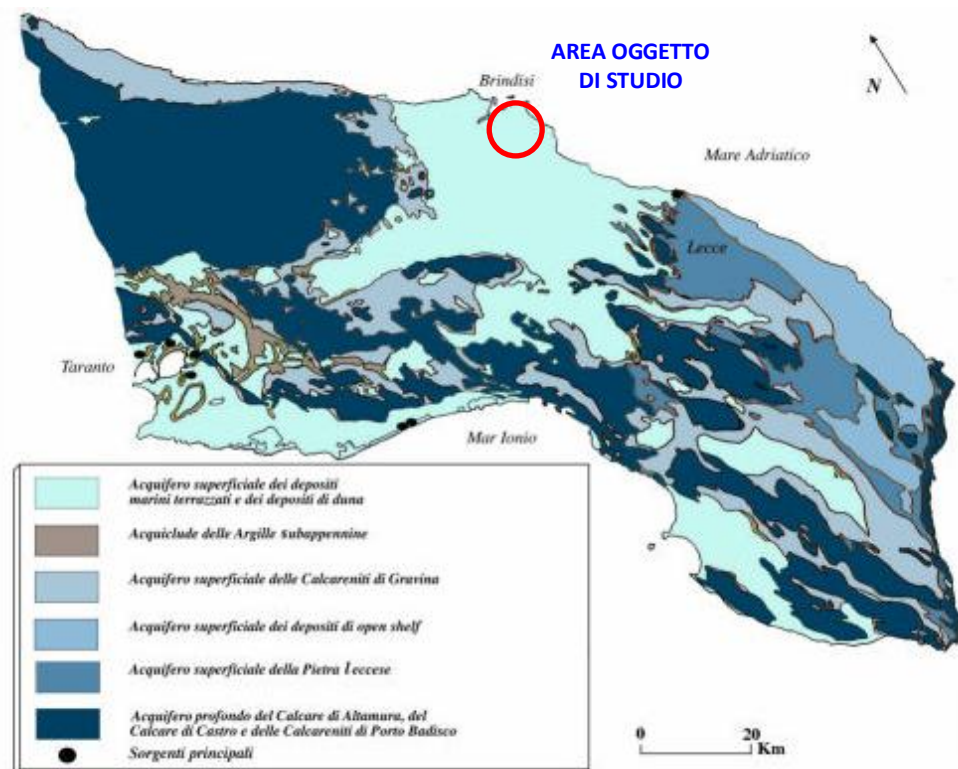 AREA OGGETTO
DI STUDIO
Brindisi
N
Mare Adriatico
Lecce
Taranto
Mar Ionio
Acquifero superficiale dei depositi
marini terrazzati e dei depositi di duna
Acquiclude delle Argille subappennine
Acquifero superficiale delle Calcareniti di Gravina
Acquifero superficiale dei depositi di open shelf
Acquifero superficiale della Pietra leccese
Acquifero profondo del Calcare di Altamura, del
Calcare di Castro e delle Calcareniti di Porto Badisco
Sorgenti principali
0 20
Km